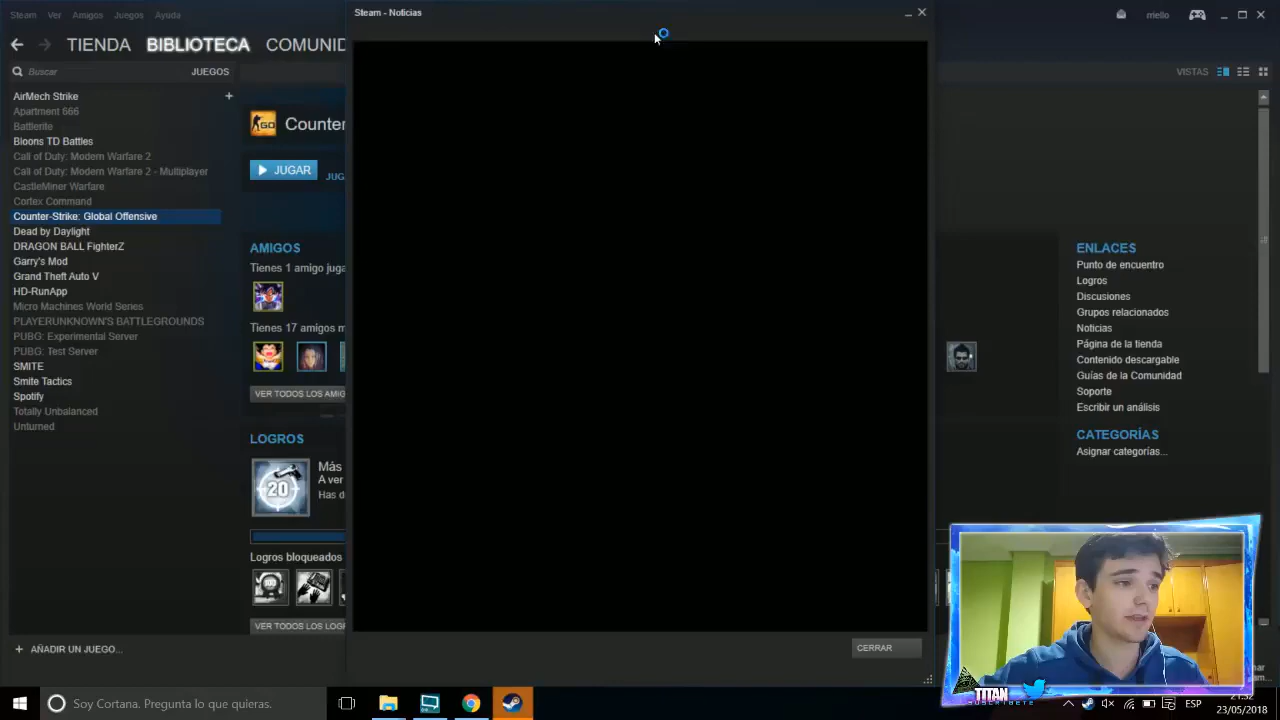 Steam Ver Amigos Juegos Ayuda
Steam - Noticias
rriello
TIENDA BIBLIOTECA COMUNID
Buscar JUEGOS
VISTAS
AirMech Strike +
Apartment 666
Battlerite
Bloons TD Battles
Call of Duty: Modern Warfare 2
Call of Duty: Modern Warfare 2 - Multiplayer
CastleMiner Warfare
Cortex Command
Counter-Strike: Global Offensive
Dead by Daylight
DRAGON BALL FighterZ
Garry's Mod
Grand Theft Auto V
HD-RunApp
Micro Machines World Series
PLAYERUNKNOWN'S BATTLEGROUNDS
PUBG: Experimental Server
PUBG: Test Server
SMITE
Smite Tactics
Spotify
Totally Unbalanced
Unturned
+ AÑADIR UN JUEGO...
GO Counter
JUGAR JUG
AMIGOS
Tienes 1 amigo juga
Tienes 17 amigos m
VER TODOS LOS AMIG
LOGROS
20
Más
A ver
Has d
Logros bloqueados
VER TODOS LOS LOGR
CERRAR
ENLACES
Punto de encuentro
Logros
Discusiones
Grupos relacionados
Noticias
Página de la tienda
Contenido descargable
Guías de la Comunidad
Soporte
Escribir un análisis
CATEGORÍAS
Asignar categorías...
TITAN
SUSCRIBETE
Soy Cortana. Pregunta lo que quieras.
ESP
23/05/2018